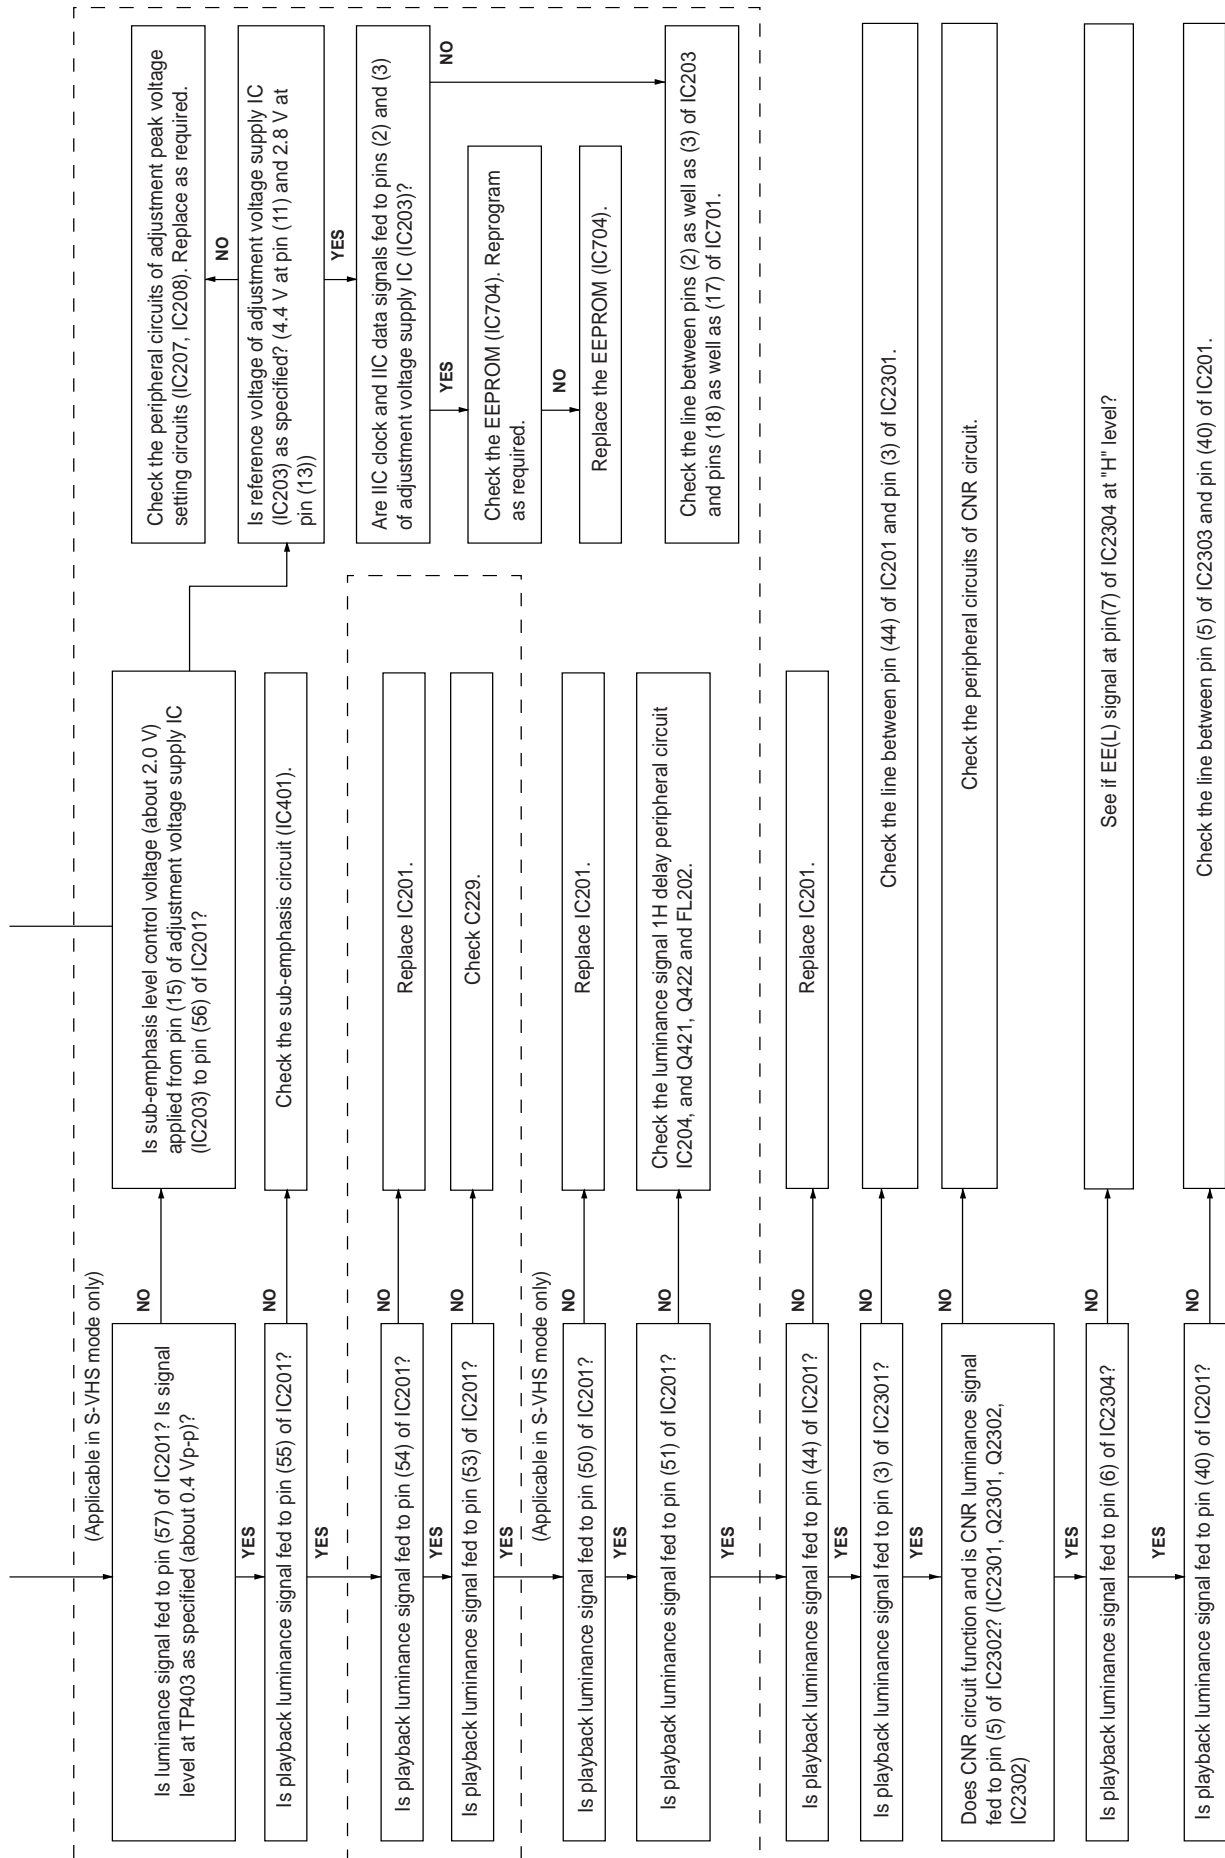 (Applicable in S-VHS mode only)
Is luminance signal fed to pin (57) of IC201? Is signal
level at TP403 as specified (about 0.4 Vp-p)?
NO
Is sub-emphasis level control voltage (about 2.0 V)
applied from pin (15) of adjustment voltage supply IC
(IC203) to pin (56) of IC201?
Check the peripheral circuits of adjustment peak voltage
setting circuits (IC207, IC208). Replace as required.
NO
Is reference voltage of adjustment voltage supply IC
(IC203) as specified? (4.4 V at pin (11) and 2.8 V at
pin (13))
YES
Are IIC clock and IIC data signals fed to pins (2) and (3)
of adjustment voltage supply IC (IC203)?
YES
NO
Check the EEPROM (IC704). Reprogram
as required.
NO
Replace the EEPROM (IC704).
Check the line between pins (2) as well as (3) of IC203
and pins (18) as well as (17) of IC701.
YES
Is playback luminance signal fed to pin (55) of IC201?
NO
Check the sub-emphasis circuit (IC401).
YES
Is playback luminance signal fed to pin (54) of IC201?
NO
Replace IC201.
YES
Is playback luminance signal fed to pin (53) of IC201?
NO
Check C229.
YES
(Applicable in S-VHS mode only)
Is playback luminance signal fed to pin (50) of IC201?
NO
Replace IC201.
YES
Is playback luminance signal fed to pin (51) of IC201?
NO
Check the luminance signal 1H delay peripheral circuit
IC204, and Q421, Q422 and FL202.
YES
Is playback luminance signal fed to pin (44) of IC201?
NO
Replace IC201.
YES
Is playback luminance signal fed to pin (3) of IC2301?
NO
Check the line between pin (44) of IC201 and pin (3) of IC2301.
YES
Does CNR circuit function and is CNR luminance signal
fed to pin (5) of IC2302? (IC2301, Q2301, Q2302,
IC2302)
NO
Check the peripheral circuits of CNR circuit.
YES
Is playback luminance signal fed to pin (6) of IC2304?
NO
See if EE(L) signal at pin(7) of IC2304 at "H" level?
YES
Is playback luminance signal fed to pin (40) of IC201?
NO
Check the line between pin (5) of IC2303 and pin (40) of IC201.